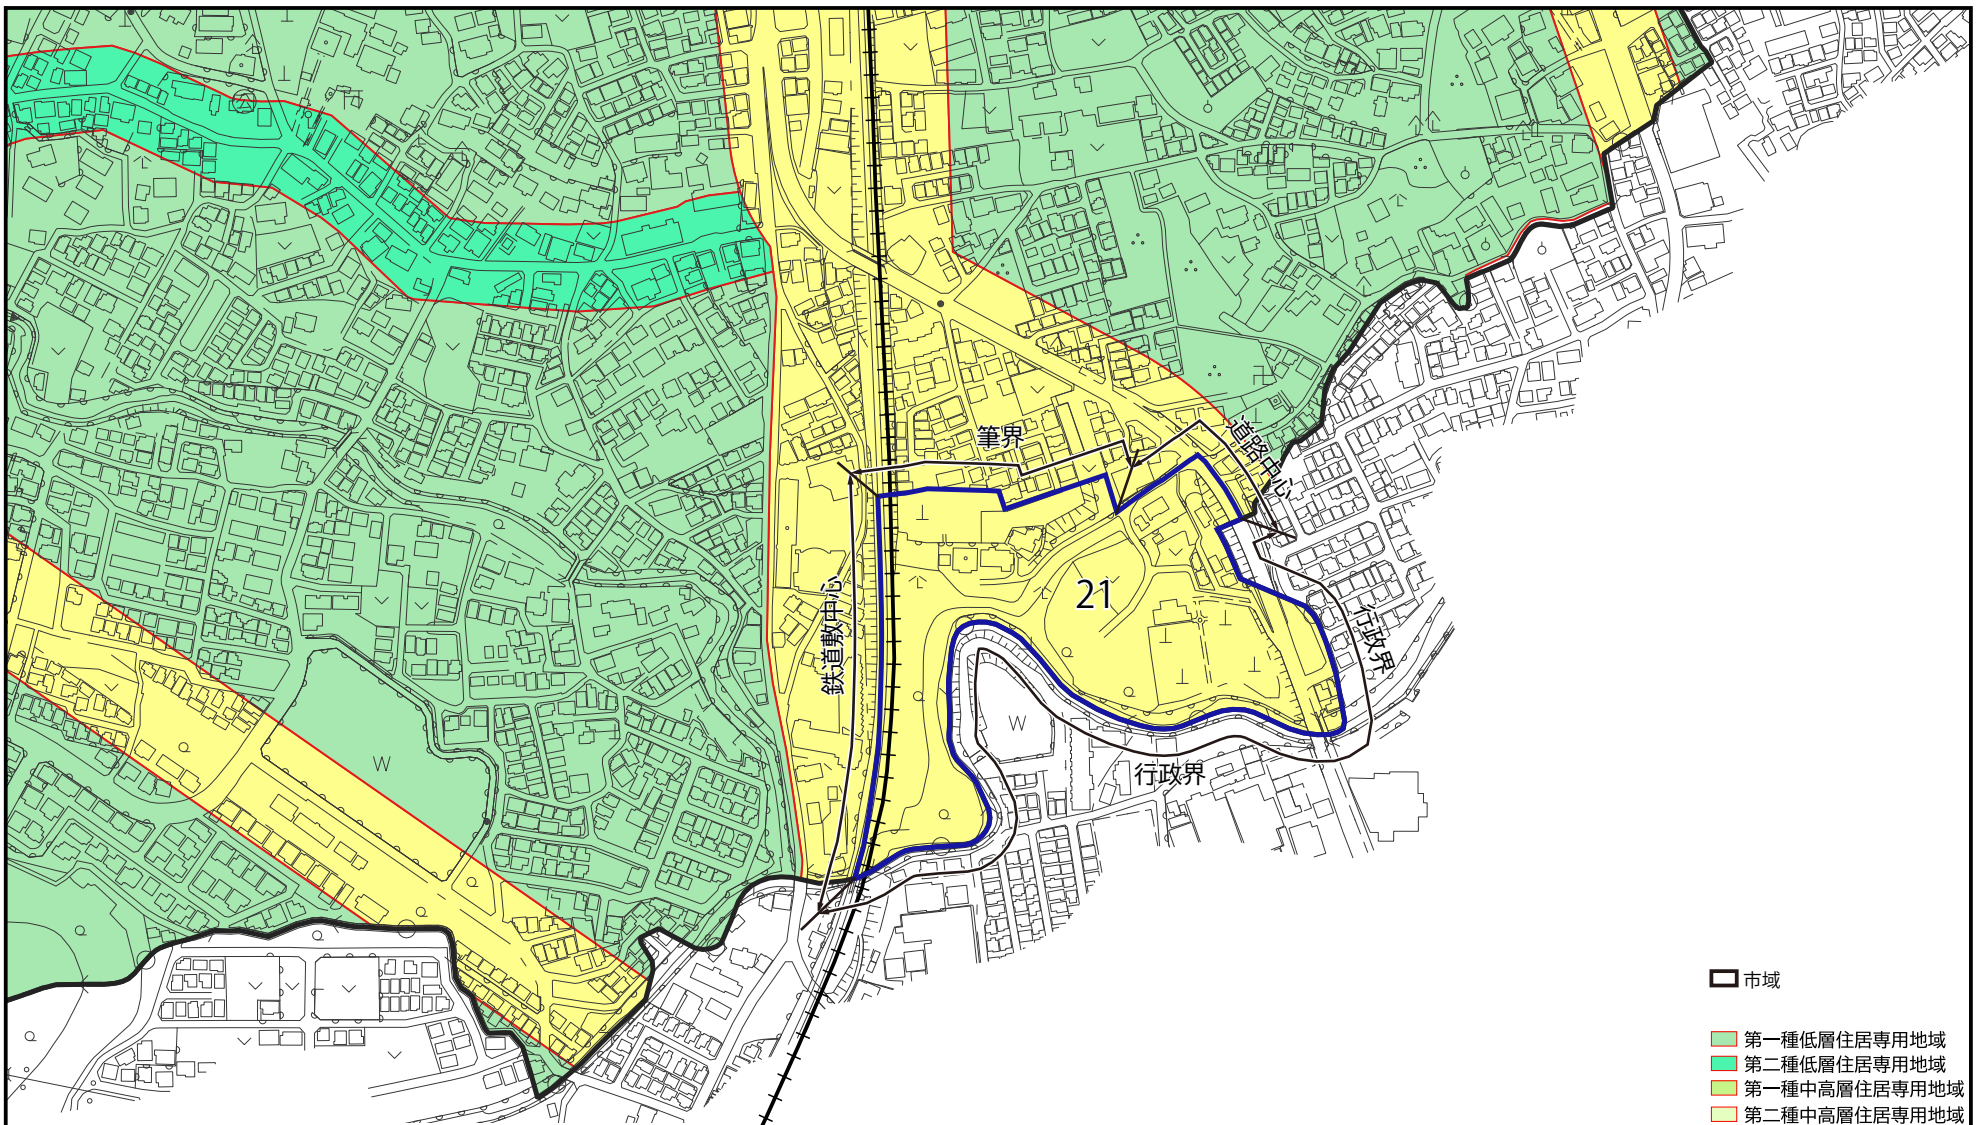 筆界
道路中心
21
鉄道敷中心
行政界
行政界
市域
第一種低層住居専用地域
第二種低層住居専用地域
第一種中高層住居専用地域
第二種中高層住居専用地域